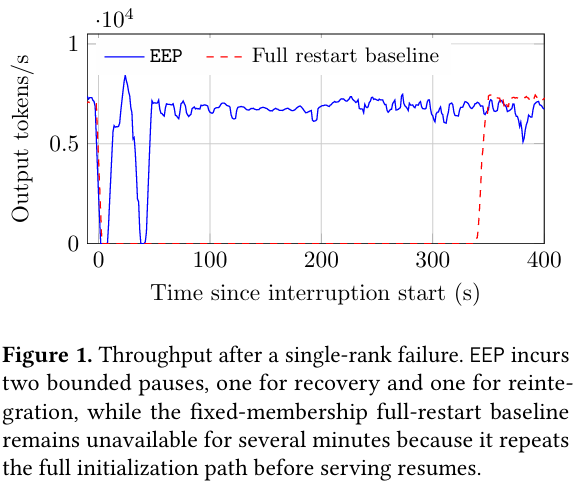 ·10⁴
1
EEP
Full restart baseline
0.5
0
Output tokens/s
0
100
200
300
400
Time since interruption start (s)
Figure 1. Throughput after a single-rank failure. EEP incurs
two bounded pauses, one for recovery and one for reinte-
gration, while the fixed-membership full-restart baseline
remains unavailable for several minutes because it repeats
the full initialization path before serving resumes.